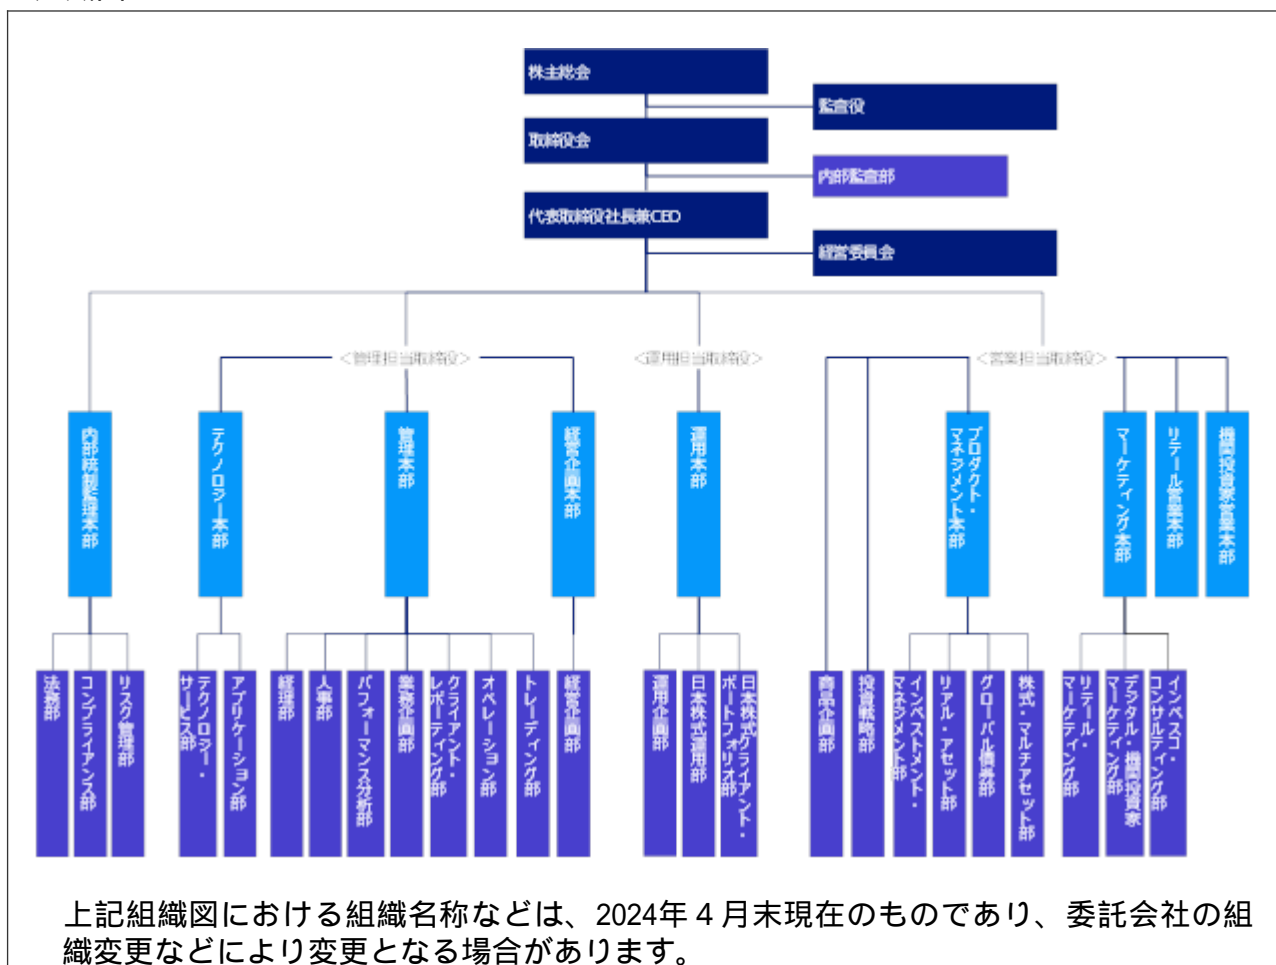 株主総会
監査役
取締役会
内部監査部
代表取締役社長兼CEO
経営委員会
<管理担当取締役>
<運用担当取締役>
<営業担当取締役>
内部統制監理本部
テクノロジー本部
管理本部
経営企画本部
運用本部
プロダクト・
マネジメント本部
マーケティング本部
リテール営業本部
機関投資家営業本部
法務部
コンプライアンス部
リスク管理部
テクノロジー・
サービス部
アプリケーション部
経理部
人事部
パフォーマンス分析部
業務企画部
クライアント・
レポーティング部
オペレーション部
トレーディング部
経営企画部
運用企画部
日本株式運用部
日本株式クライアント・
ポートフォリオ部
商品企画部
投資戦略部
インベストメント・
マネジメント部
リアル・アセット部
グローバル債券部
株式・マルチアセット部
リテール・
マーケティング部
デジタル・機関投資家
マーケティング部
インベスコ・
コンサルティング部
上記組織図における組織名称などは、2024年4月末現在のものであり、委託会社の組
織変更などにより変更となる場合があります。